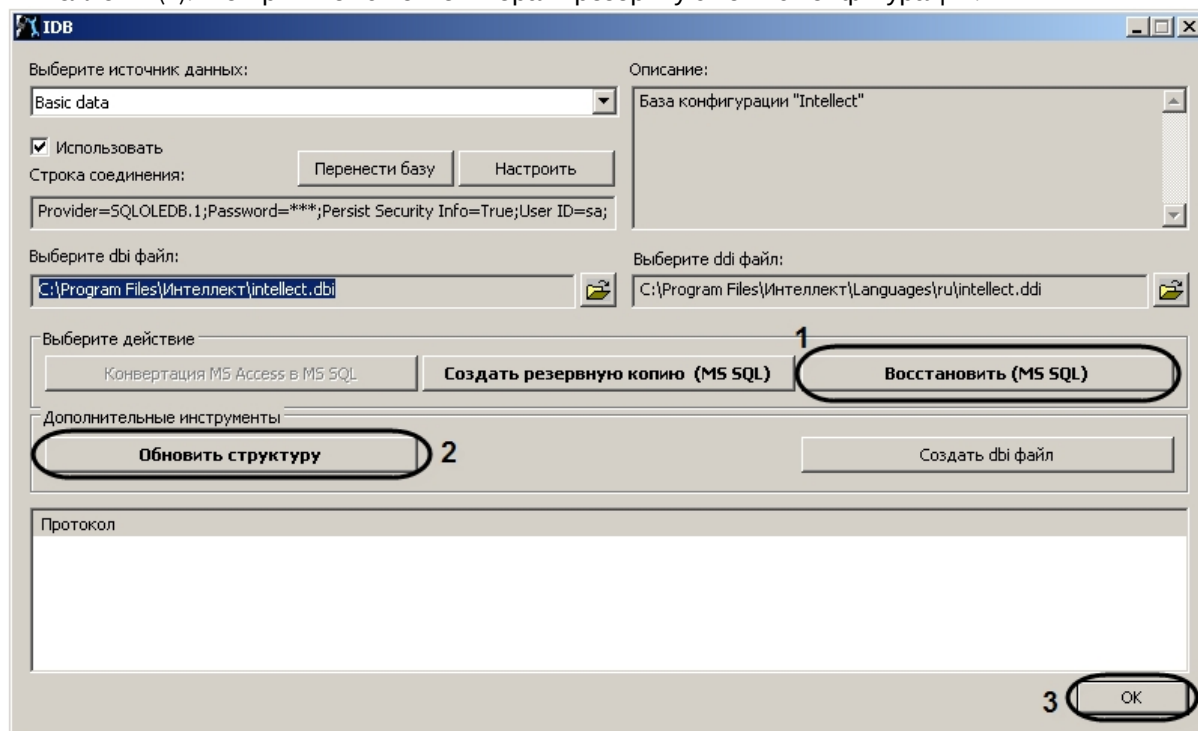 IDB
Выберите источник данных:
Описание:
Basic data
База конфигурации "Intellect"
Использовать
Строка соединения:
Перенести базу
Настроить
Provider=SQLOLEDB.1;Password=***;Persist Security Info=True;User ID=sa;
Выберите dbi файл:
Выберите ddi файл:
C:\Program Files\Интеллект\intellect.dbi
C:\Program Files\Интеллект\Languages\ru\intellect.ddi
Выберите действие
1
Конвертация MS Access в MS SQL
Создать резервную копию (MS SQL)
Восстановить (MS SQL)
Дополнительные инструменты
Обновить структуру
2
Создать dbi файл
Протокол
3
OK